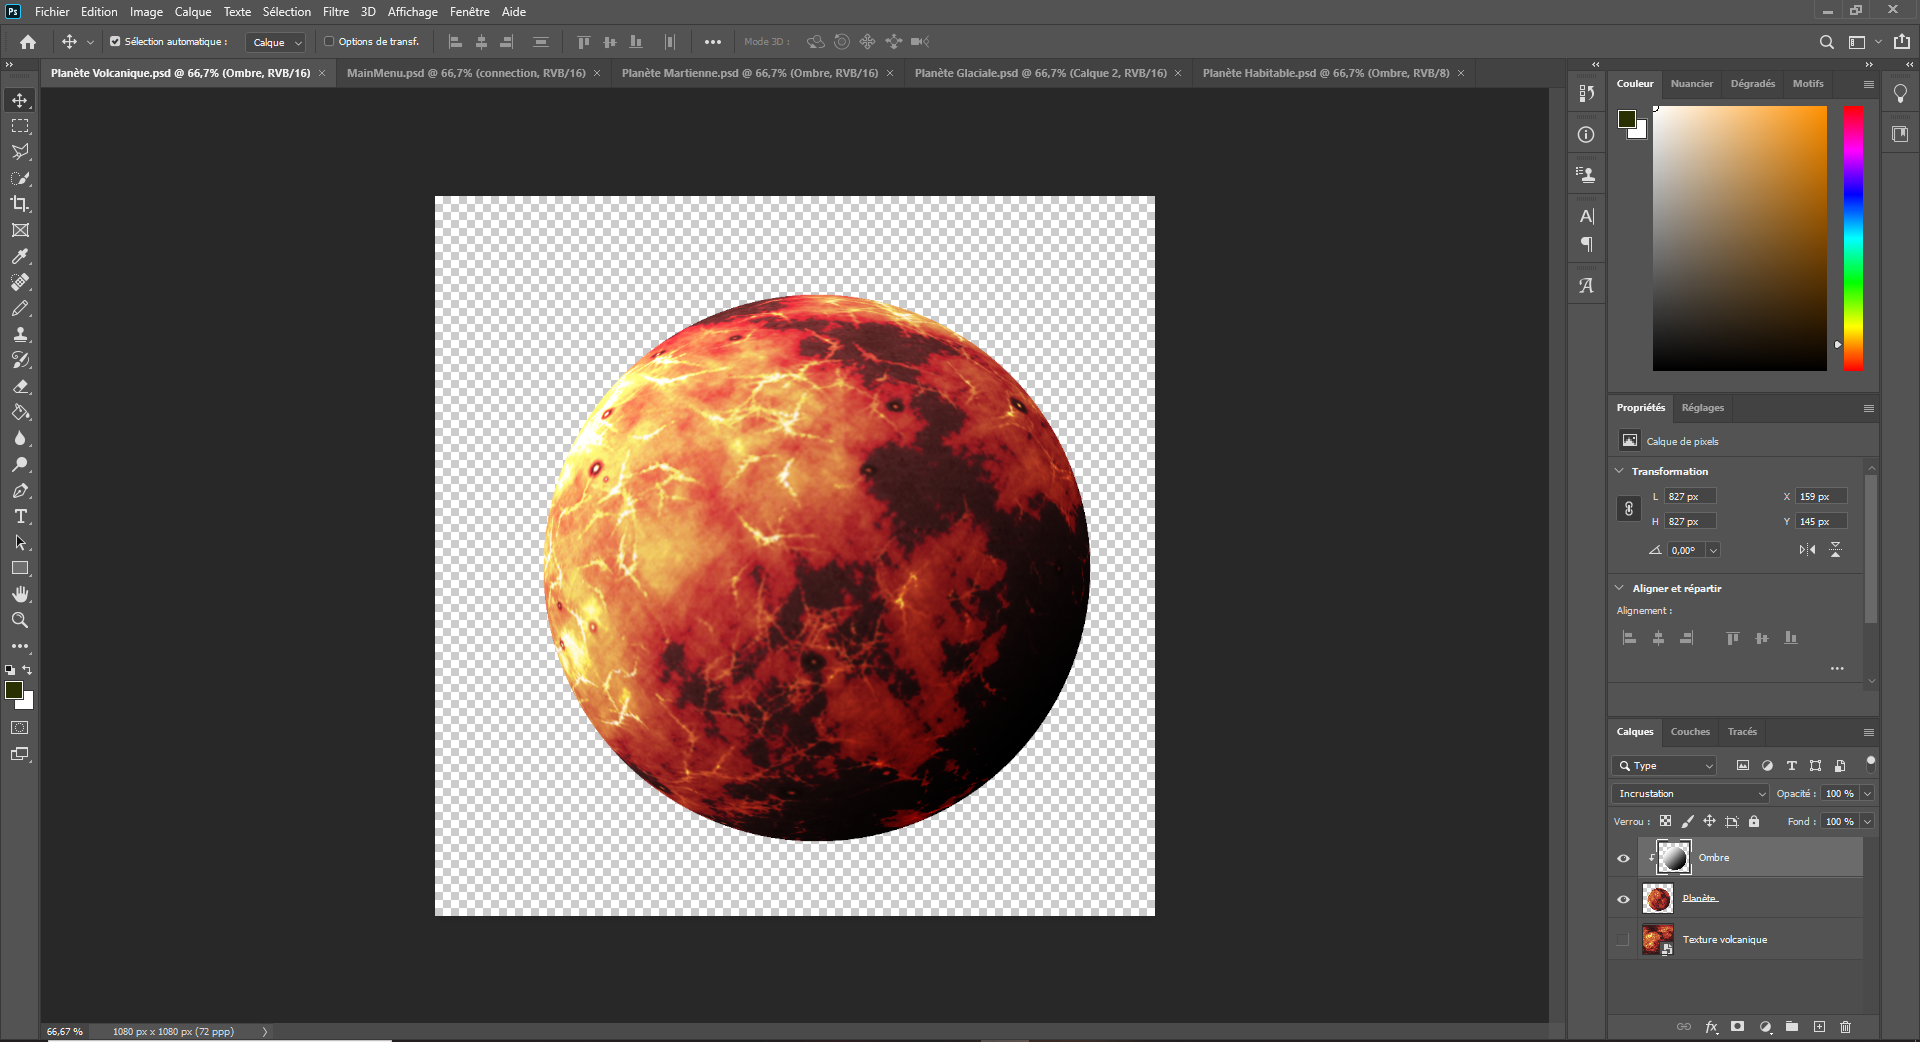 Ps Fichier Edition Image Calque Texte Sélection Filtre 3D Affichage Fenêtre Aide
Sélection automatique : Calque Options de transf. Mode 3D :
Planète Volcanique.psd @ 66,7% (Ombre, RVB/16) × MainMenu.psd @ 66,7% (connection, RVB/16) × Planète Martienne.psd @ 66,7% (Ombre, RVB/16) × Planète Glaciale.psd @ 66,7% (Calque 2, RVB/16) × Planète Habitable.psd @ 66,7% (Ombre, RVB/8) ×
Couleur Nuancier Dégradés Motifs
Propriétés Réglages
Calque de pixels
Transformation
L 827 px X 159 px
H 827 px Y 145 px
0,00°
Aligner et répartir
Alignement :
Calques Couches Tracés
Type
Incrustation Opacité : 100 %
Verrou : Fond : 100 %
Ombre
Planète
Texture volcanique
fx
66,67 % 1080 px x 1080 px (72 ppp)